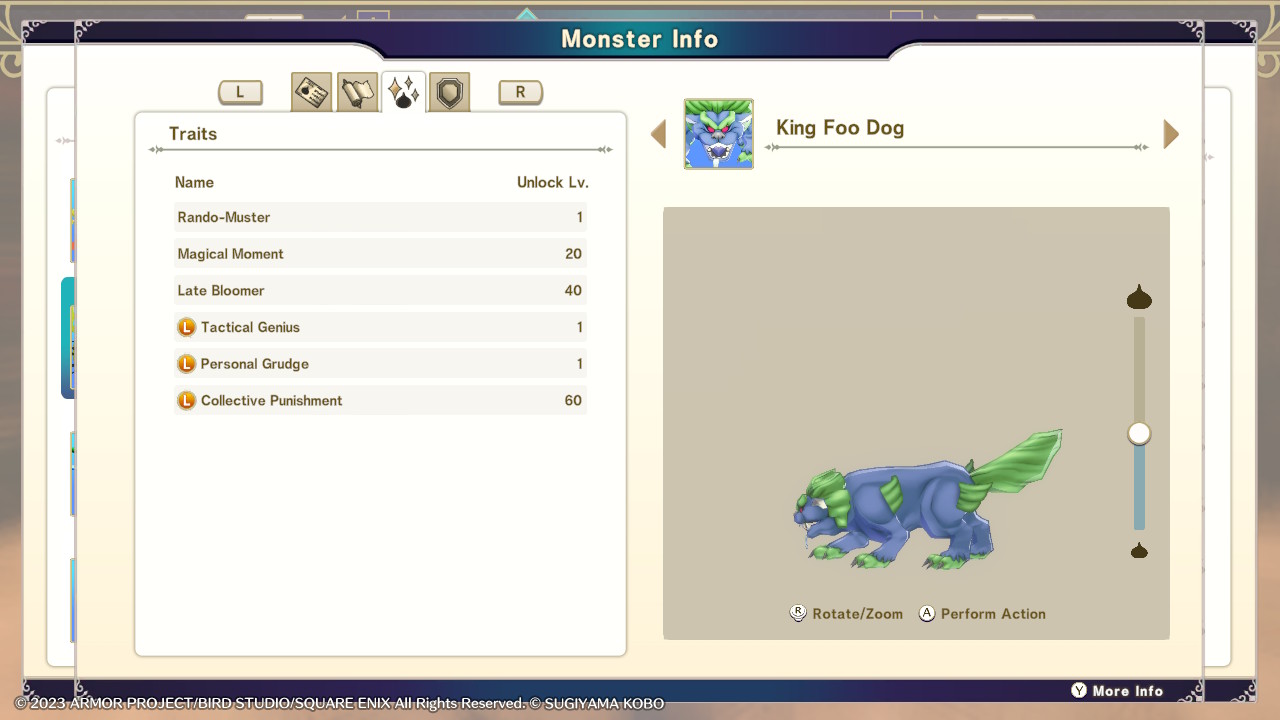 Monster Info
L
R
Traits
Name Unlock Lv.
Rando-Muster 1
Magical Moment 20
Late Bloomer 40
L Tactical Genius 1
L Personal Grudge 1
L Collective Punishment 60
King Foo Dog
R Rotate/Zoom A Perform Action
Y More Info
© 2023 ARMOR PROJECT/BIRD STUDIO/SQUARE ENIX All Rights Reserved. © SUGIYAMA KOBO